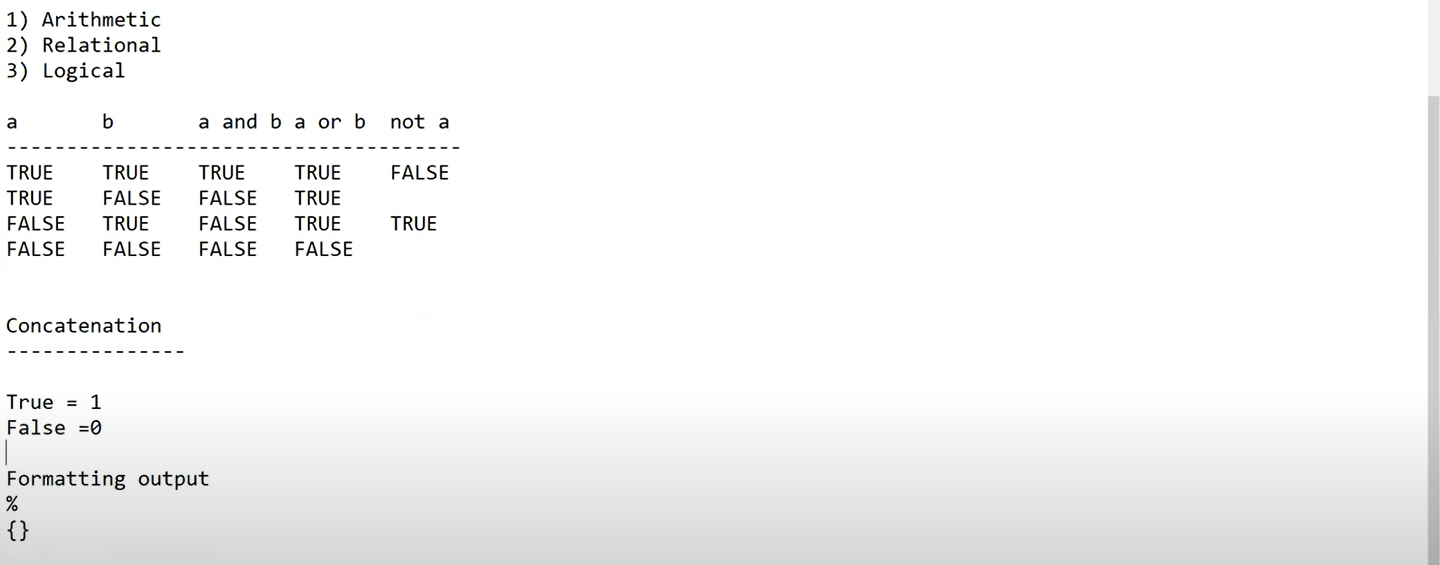 1) Arithmetic
2) Relational
3) Logical
a b a and b a or b not a
---------------------------------------
TRUE TRUE TRUE TRUE FALSE
TRUE FALSE FALSE TRUE
FALSE TRUE FALSE TRUE TRUE
FALSE FALSE FALSE FALSE
Concatenation
---------------
True = 1
False =0
Formatting output
%
{}